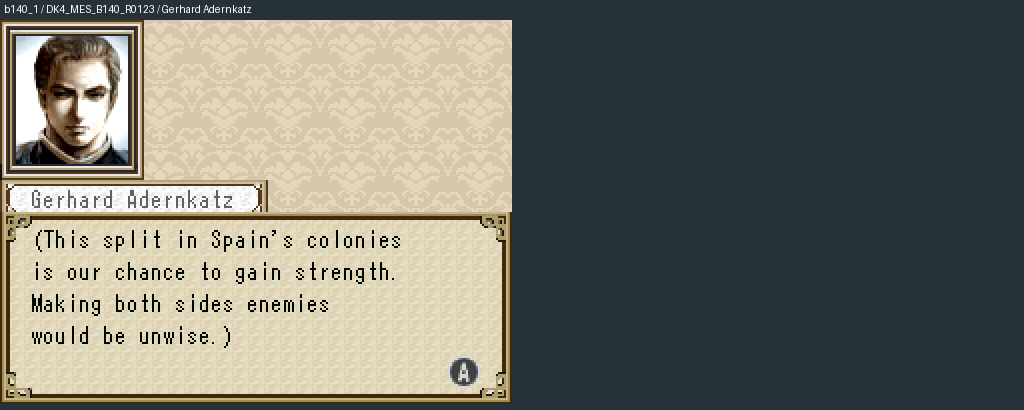 b140_1 / DK4_MES_B140_R0123 / Gerhard Adernkatz
Gerhard Adernkatz
(This split in Spain's colonies
is our chance to gain strength.
Making both sides enemies
would be unwise.)
A